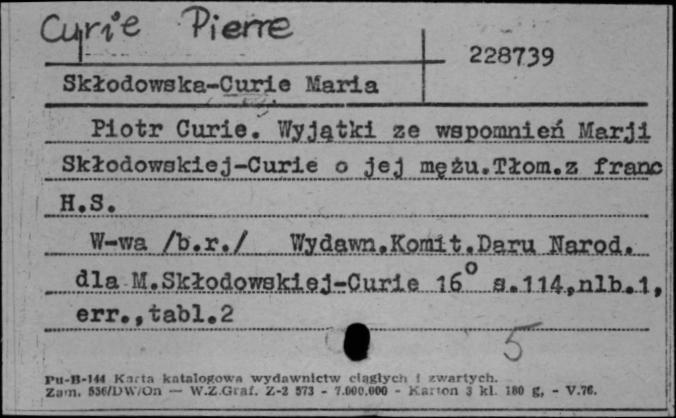 Curie Pierre
228739
Skłodowska-Curie Maria
Piotr Curie. Wyjątki ze wspomnień Marji
Skłodowskiej-Curie o jej mężu.Tłom.z franc
H.S.
W-wa /b.r./ Wydawn.Komit.Daru Narod.
dla M.Skłodowskiej-Curie 16° s.114,nlb.1,
err.,tabl.2
5
Pu-B-144 Karta katalogowa wydawnictw ciągłych i zwartych.
Zam. 536/DW/On — W.Z.Graf. Z-2 573 - 7.000.000 - Karton 3 kl. 180 g, - V.76.